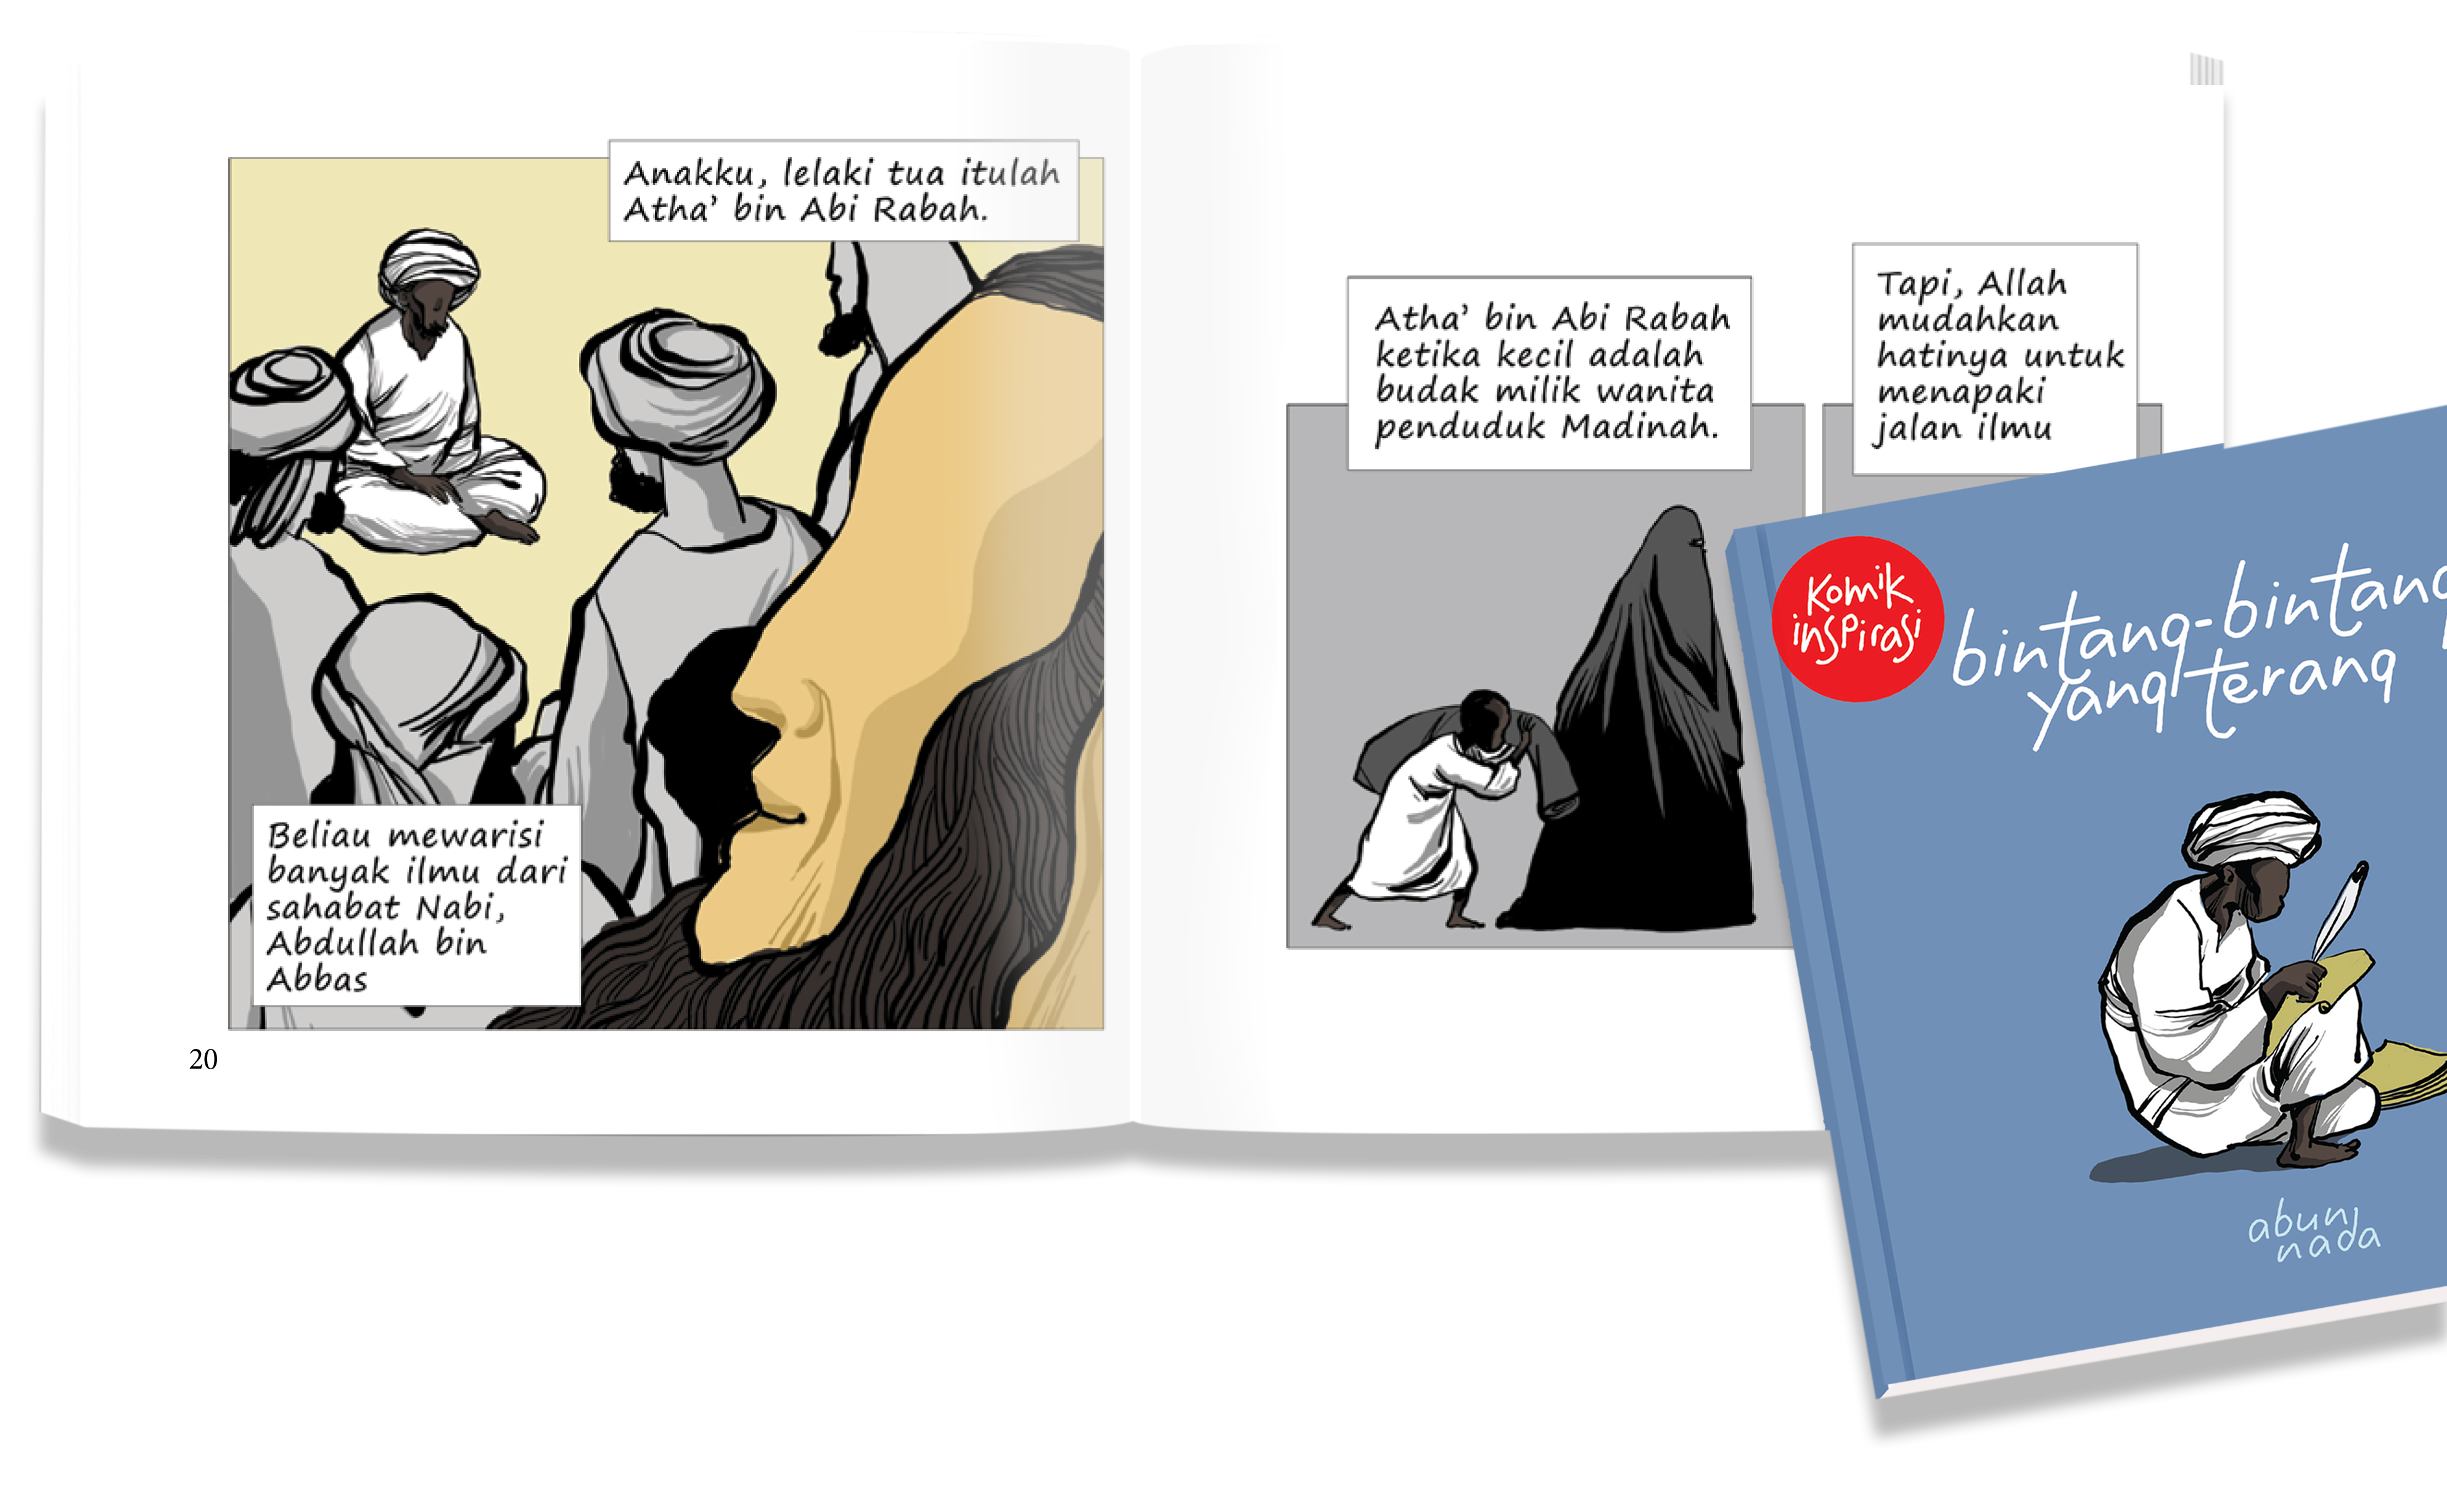 Anakku, lelaki tua itulah
Atha' bin Abi Rabah.
Beliau mewarisi
banyak ilmu dari
sahabat Nabi,
Abdullah bin
Abbas
20
Atha' bin Abi Rabah
ketika kecil adalah
budak milik wanita
penduduk Madinah.
Tapi, Allah
mudahkan
hatinya untuk
menapaki
jalan ilmu
Komik
inspirasi
bintang-bintang
yang terang
abun
nada